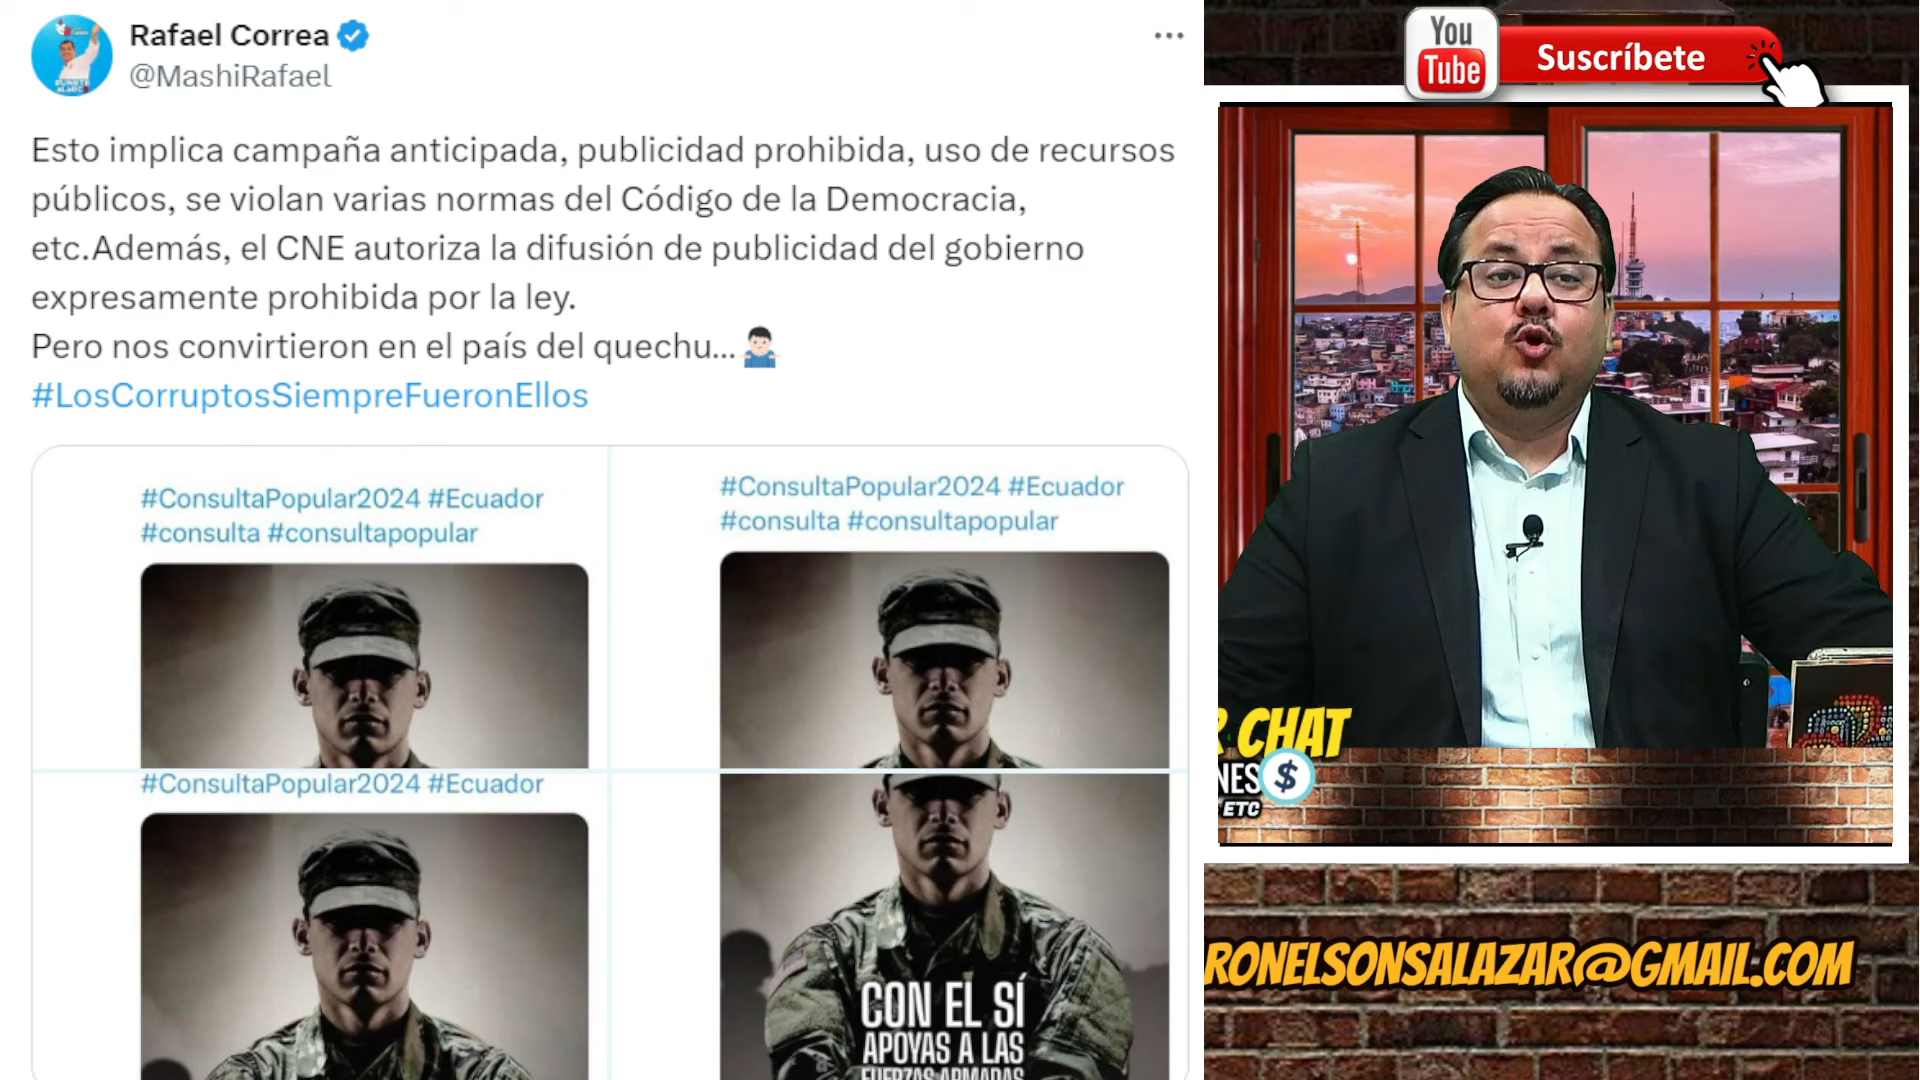 Rafael Correa
@MashiRafael
Esto implica campaña anticipada, publicidad prohibida, uso de recursos
públicos, se violan varias normas del Código de la Democracia,
etc.Además, el CNE autoriza la difusión de publicidad del gobierno
expresamente prohibida por la ley.
Pero nos convirtieron en el país del quechu...
#LosCorruptosSiempreFueronEllos
#ConsultaPopular2024 #Ecuador
#consulta #consultapopular
#ConsultaPopular2024 #Ecuador
#consulta #consultapopular
#ConsultaPopular2024 #Ecuador
CON EL SÍ
APOYAS A LAS
FUERZAS ARMADAS
You
Tube
Suscríbete
R CHAT
NES $
ETC
RONELSONSALAZAR@GMAIL.COM